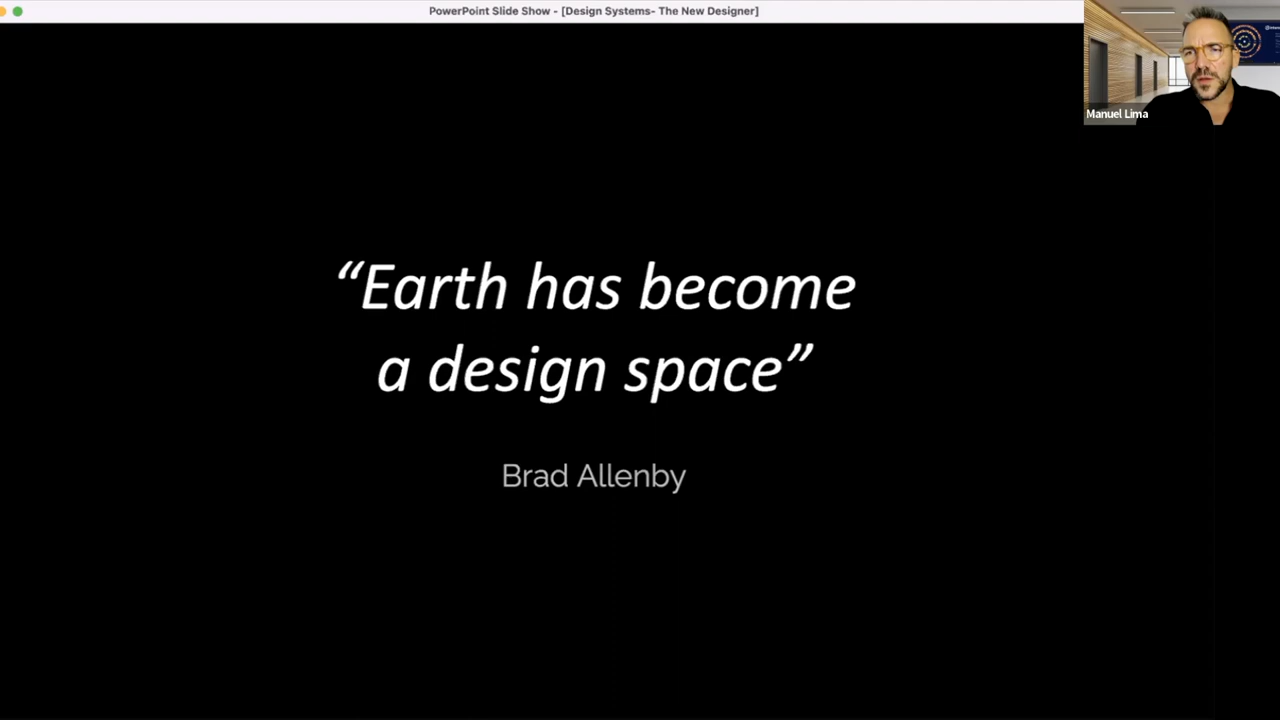 PowerPoint Slide Show - [Design Systems- The New Designer]
Manuel Lima
“Earth has become
a design space”
Brad Allenby